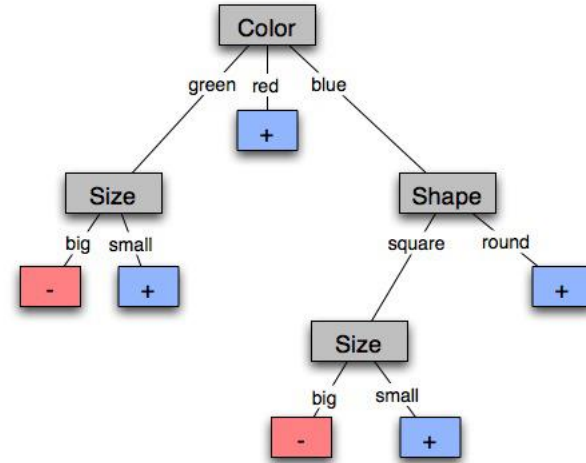 Color
green red blue
+
Size Shape
big small square round
- + +
Size
big small
- +